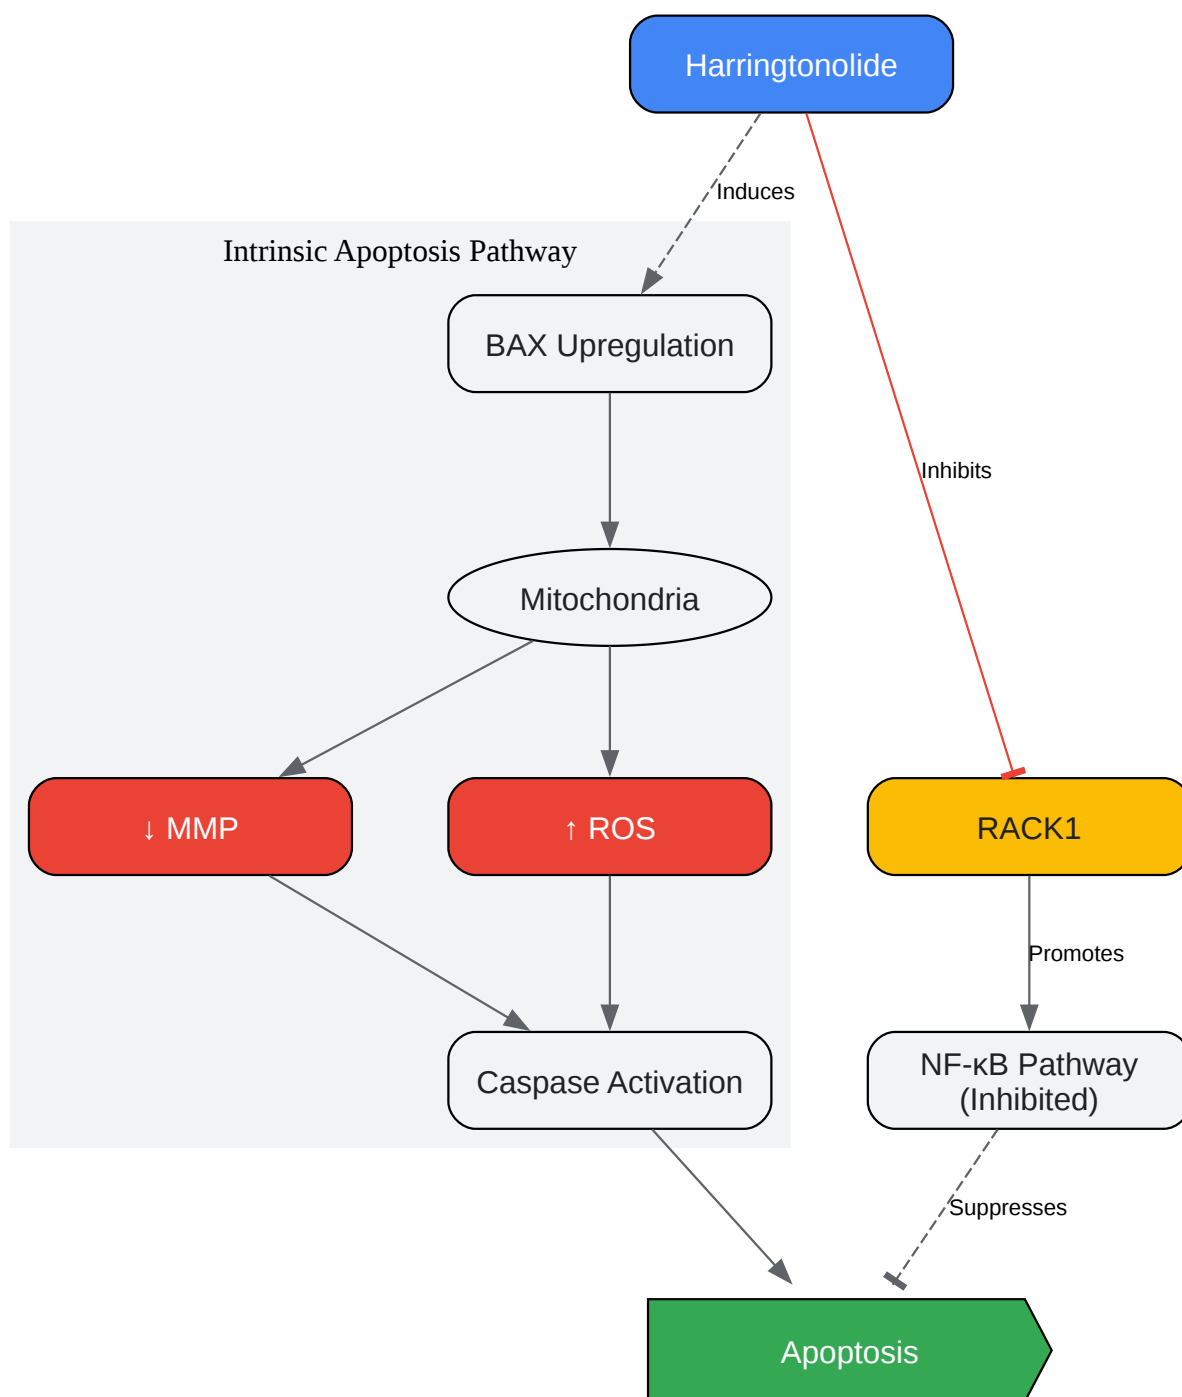 Harringtonolide
Induces
Intrinsic Apoptosis Pathway
BAX Upregulation
Inhibits
Mitochondria
↓ MMP
↑ ROS
RACK1
Promotes
Caspase Activation
NF-κB Pathway
(Inhibited)
Suppresses
Apoptosis